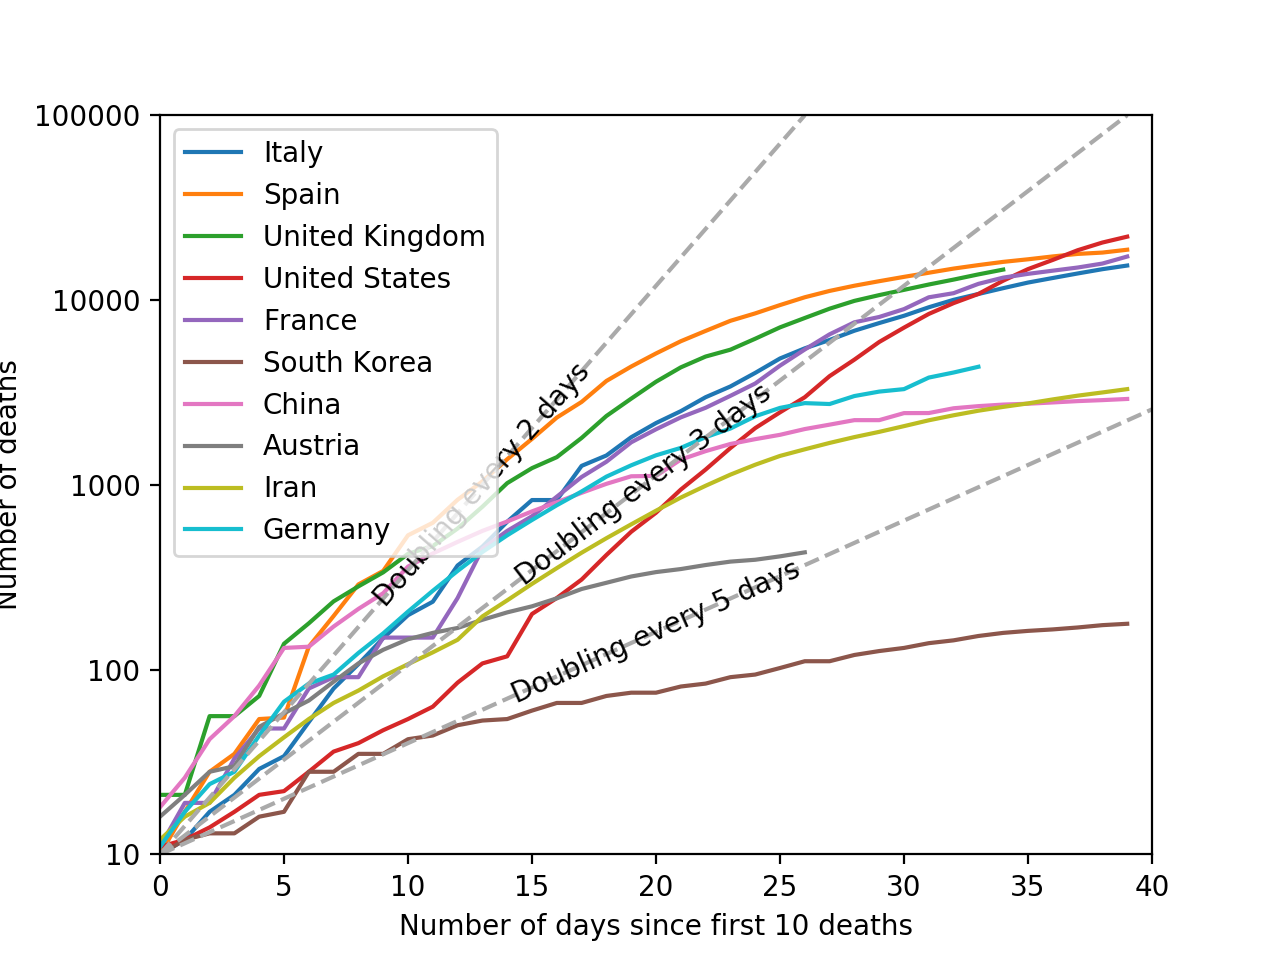 100000
10000
1000
100
10
Number of deaths
Italy
Spain
United Kingdom
United States
France
South Korea
China
Austria
Iran
Germany
Doubling every 2 days
Doubling every 3 days
Doubling every 5 days
0 5 10 15 20 25 30 35 40
Number of days since first 10 deaths